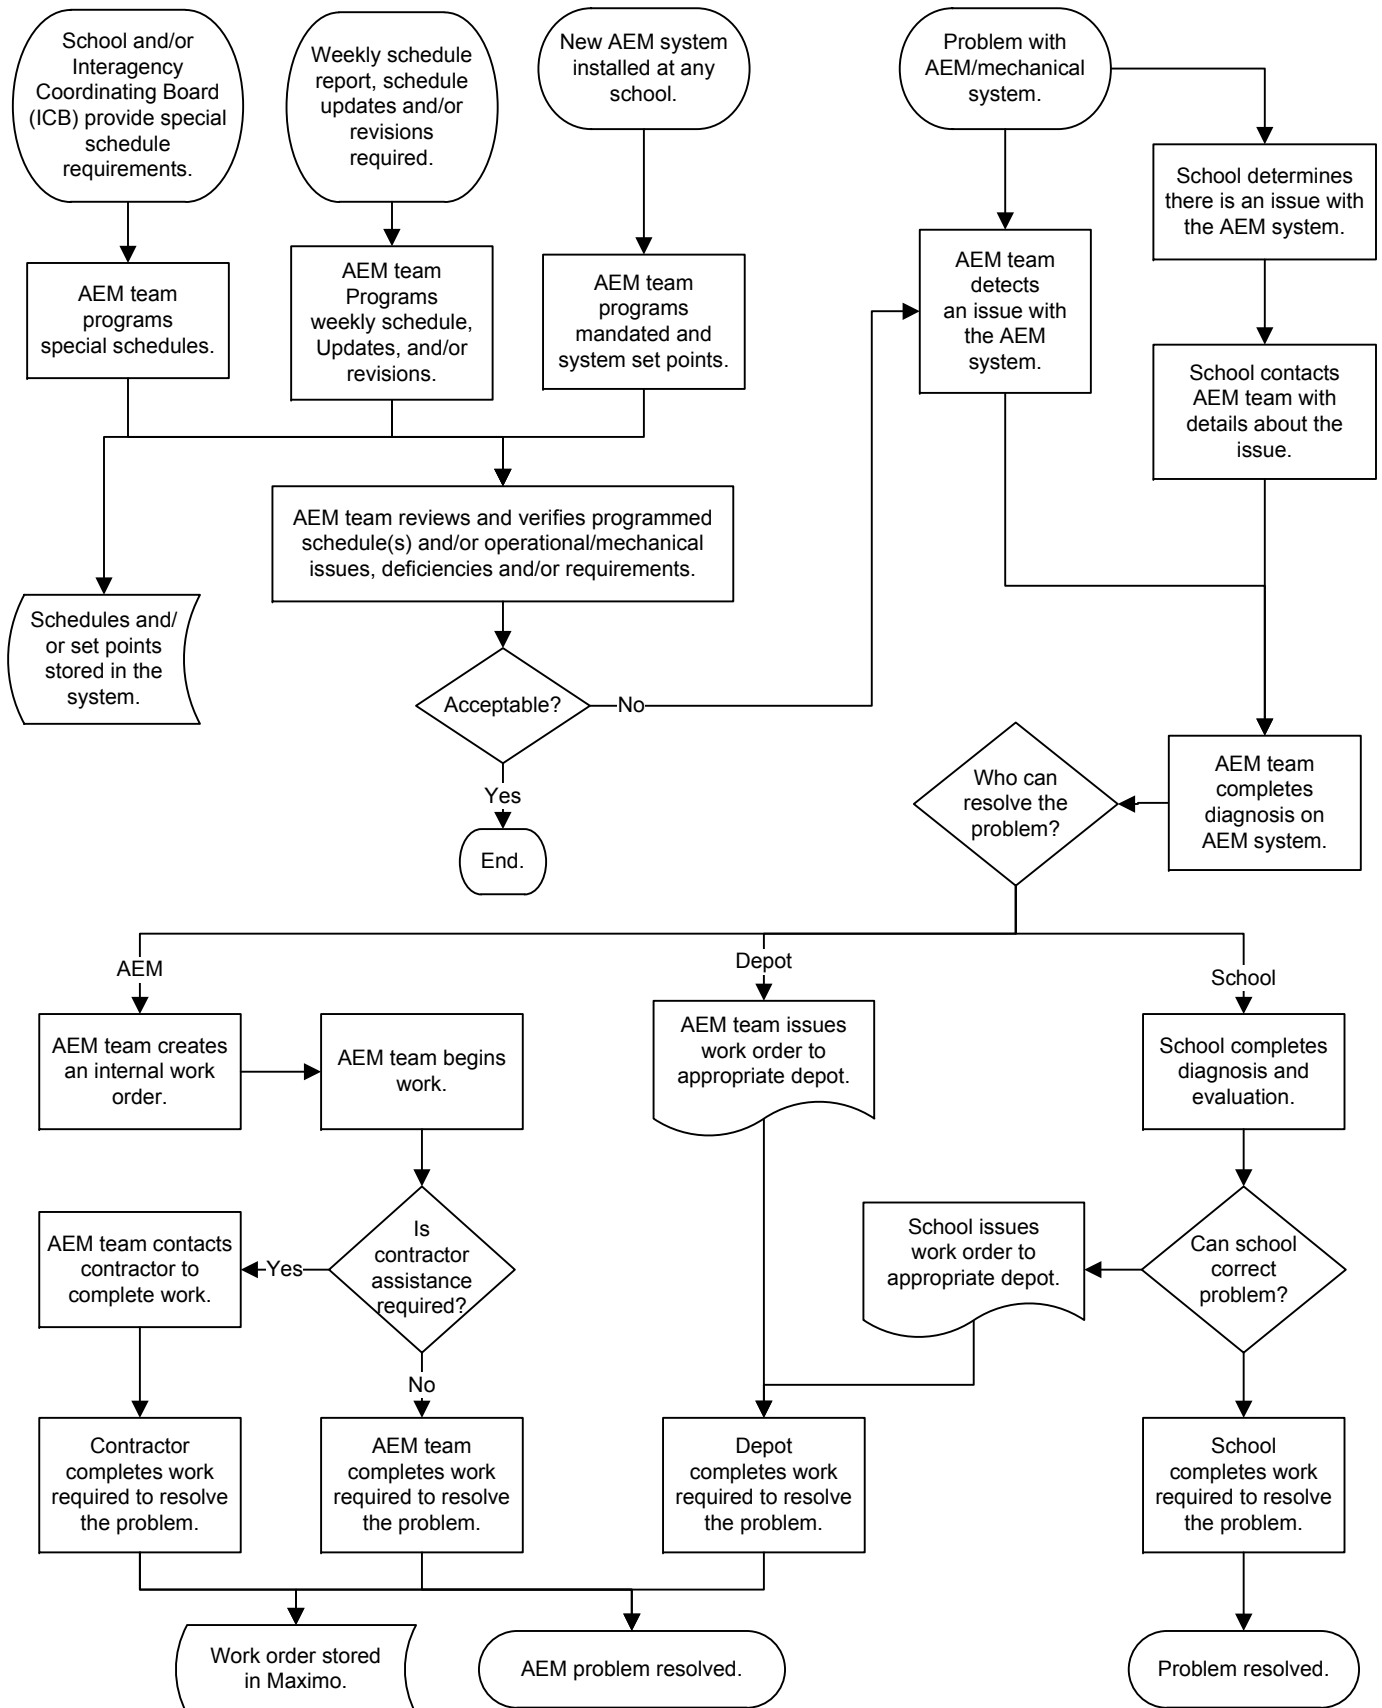 School and/or
Interagency
Coordinating Board
(ICB) provide special
schedule
requirements.
Weekly schedule
report, schedule
updates and/or
revisions
required.
New AEM system
installed at any
school.
Problem with
AEM/mechanical
system.
School determines
there is an issue with
the AEM system.
AEM team
programs
special schedules.
AEM team
Programs
weekly schedule,
Updates, and/or
revisions.
AEM team
programs
mandated and
system set points.
AEM team
detects
an issue with
the AEM
system.
School contacts
AEM team with
details about the
issue.
AEM team reviews and verifies programmed
schedule(s) and/or operational/mechanical
issues, deficiencies and/or requirements.
Schedules and/
or set points
stored in the
system.
Acceptable?
No
Yes
End.
Who can
resolve the
problem?
AEM team
completes
diagnosis on
AEM system.
AEM
Depot
School
AEM team creates
an internal work
order.
AEM team begins
work.
AEM team issues
work order to
appropriate depot.
School completes
diagnosis and
evaluation.
AEM team contacts
contractor to
complete work.
Yes
Is
contractor
assistance
required?
School issues
work order to
appropriate depot.
Can school
correct
problem?
No
Contractor
completes work
required to resolve
the problem.
AEM team
completes work
required to resolve
the problem.
Depot
completes work
required to resolve
the problem.
School
completes work
required to resolve
the problem.
Work order stored
in Maximo.
AEM problem resolved.
Problem resolved.